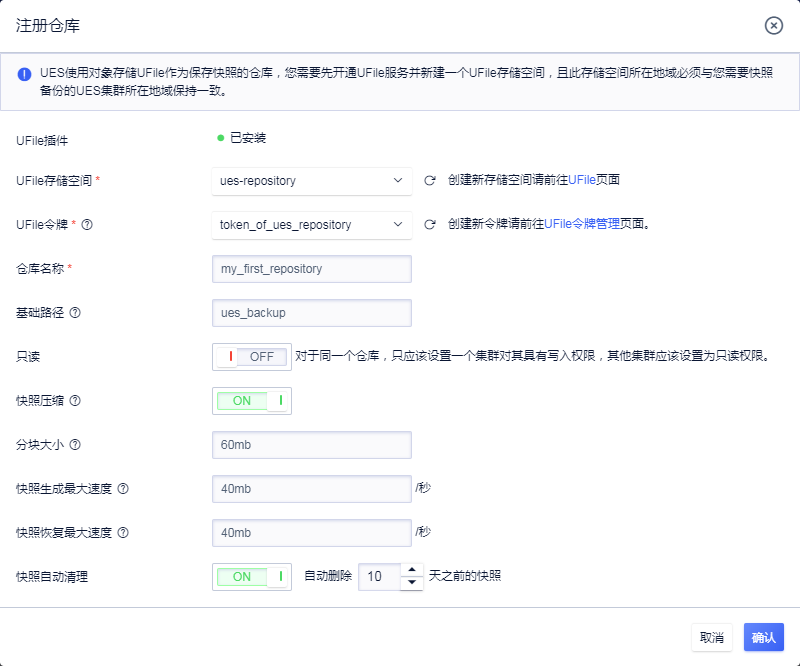 注册仓库
UES使用对象存储UFile作为保存快照的仓库，您需要先开通UFile服务并新建一个UFile存储空间，且此存储空间所在地域必须与您需要快照
备份的UES集群所在地域保持一致。
UFile插件 已安装
UFile存储空间 * ues-repository 创建新存储空间请前往UFile页面
UFile令牌 * token_of_ues_repository 创建新令牌请前往UFile令牌管理页面。
仓库名称 * my_first_repository
基础路径 ues_backup
只读 OFF 对于同一个仓库，只应该设置一个集群对其具有写入权限，其他集群应该设置为只读权限。
快照压缩 ON
分块大小 60mb
快照生成最大速度 40mb /秒
快照恢复最大速度 40mb /秒
快照自动清理 ON 自动删除 10 天之前的快照
取消 确认